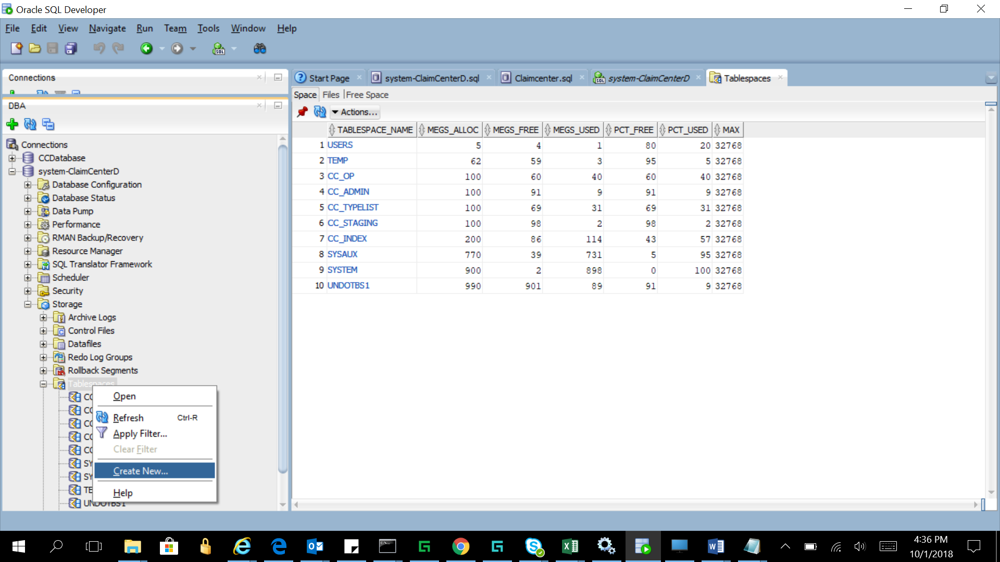 Oracle SQL Developer
File Edit View Navigate Run Team Tools Window Help
Connections
DBA
Connections
CCDatabase
system-ClaimCenterD
Database Configuration
Database Status
Data Pump
Performance
RMAN Backup/Recovery
Resource Manager
SQL Translator Framework
Scheduler
Security
Storage
Archive Logs
Control Files
Datafiles
Redo Log Groups
Rollback Segments
Tablespaces
CC
CC
CC
CC
CC
SY
SY
TE
UNDOTBS1
Open
Refresh Ctrl-R
Apply Filter...
Clear Filter
Create New...
Help
Start Page system-ClaimCenterD.sql Claimcenter.sql system-ClaimCenterD Tablespaces
Space Files Free Space
Actions...
TABLESPACE_NAME MEGS_ALLOC MEGS_FREE MEGS_USED PCT_FREE PCT_USED MAX
1 USERS 5 4 1 80 20 32768
2 TEMP 62 59 3 95 5 32768
3 CC_OP 100 60 40 60 40 32768
4 CC_ADMIN 100 91 9 91 9 32768
5 CC_TYPELIST 100 69 31 69 31 32768
6 CC_STAGING 100 98 2 98 2 32768
7 CC_INDEX 200 86 114 43 57 32768
8 SYSAUX 770 39 731 5 95 32768
9 SYSTEM 900 2 898 0 100 32768
10 UNDOTBS1 990 901 89 91 9 32768
4:36 PM
10/1/2018